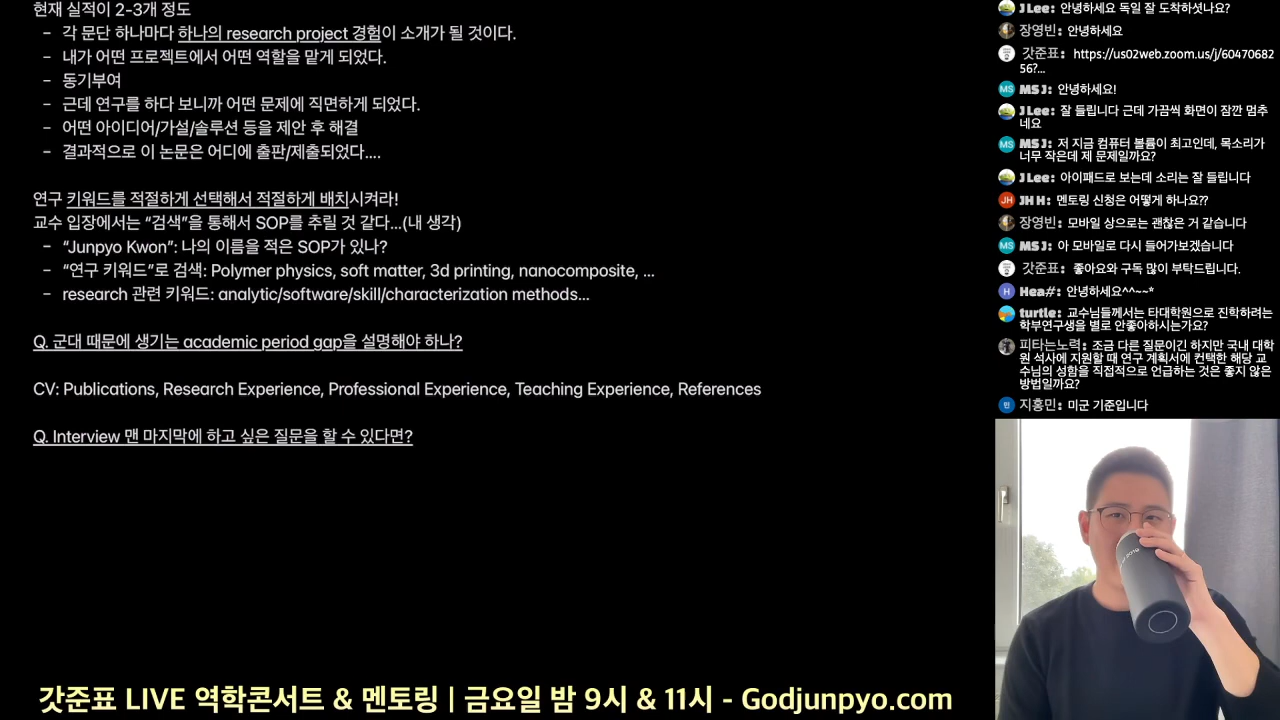 현재 실적이 2-3개 정도
- 각 문단 하나마다 하나의 research project 경험이 소개가 될 것이다.
- 내가 어떤 프로젝트에서 어떤 역할을 맡게 되었다.
- 동기부여
- 근데 연구를 하다 보니까 어떤 문제에 직면하게 되었다.
- 어떤 아이디어/가설/솔루션 등을 제안 후 해결
- 결과적으로 이 논문은 어디에 출판/제출되었다....
연구 키워드를 적절하게 선택해서 적절하게 배치시켜라!
교수 입장에서는 “검색”을 통해서 SOP를 추릴 것 같다...(내 생각)
- “Junpyo Kwon”: 나의 이름을 적은 SOP가 있나?
- “연구 키워드”로 검색: Polymer physics, soft matter, 3d printing, nanocomposite, ...
- research 관련 키워드: analytic/software/skill/characterization methods...
Q. 군대 때문에 생기는 academic period gap을 설명해야 하나?
CV: Publications, Research Experience, Professional Experience, Teaching Experience, References
Q. Interview 맨 마지막에 하고 싶은 질문을 할 수 있다면?
J Lee: 안녕하세요 독일 잘 도착하셧나요?
장영빈: 안녕하세요
갓준표: https://us02web.zoom.us/j/60470682
56?...
MS MS J: 안녕하세요!
J Lee: 잘 들립니다 근데 가끔씩 화면이 잠깐 멈추
네요
MS MS J: 저 지금 컴퓨터 볼륨이 최고인데, 목소리가
너무 작은데 제 문제일까요?
J Lee: 아이패드로 보는데 소리는 잘 들립니다
JH JH H: 멘토링 신청은 어떻게 하나요??
장영빈: 모바일 상으로는 괜찮은 거 같습니다
MS MS J: 아 모바일로 다시 들어가보겠습니다
갓준표: 좋아요와 구독 많이 부탁드립니다.
H Hea#: 안녕하세요^^~~*
turtle: 교수님들께서는 타대학원으로 진학하려는
학부연구생을 별로 안좋아하시는가요?
피타는노력: 조금 다른 질문이긴 하지만 국내 대학
원 석사에 지원할 때 연구 계획서에 컨택한 해당 교
수님의 성함을 직접적으로 언급하는 것은 좋지 않은
방법일까요?
민 지홍민: 미군 기준입니다
갓준표 LIVE 역학콘서트 & 멘토링 | 금요일 밤 9시 & 11시 - Godjunpyo.com